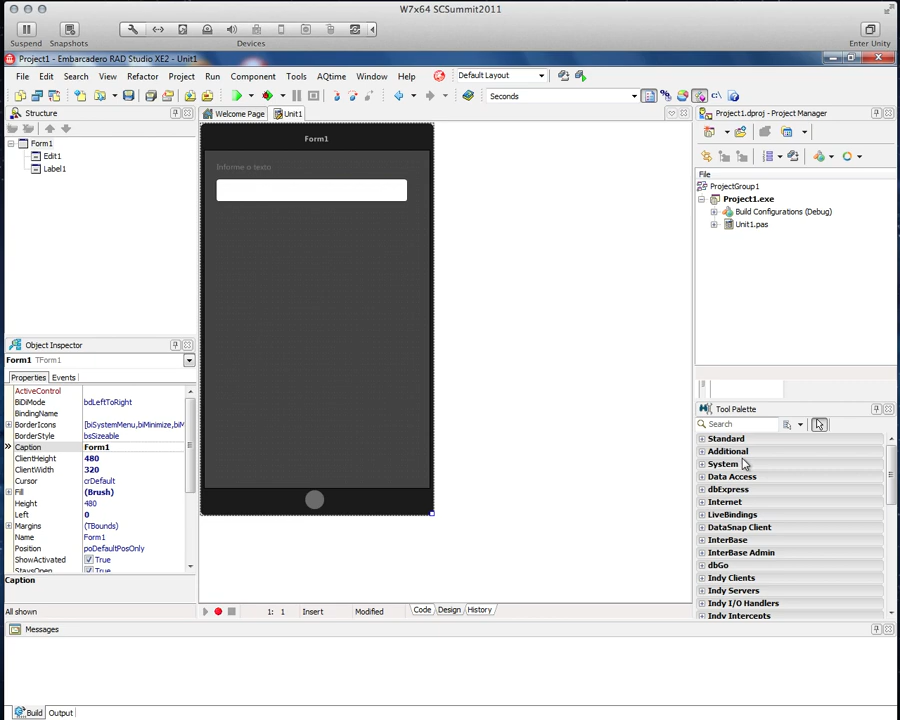 W7x64 SCSummit2011
Suspend Snapshots Devices Enter Unity
Project1 - Embarcadero RAD Studio XE2 - Unit1
File Edit Search View Refactor Project Run Component Tools AQtime Window Help Default Layout
Seconds
Structure
Form1
Edit1
Label1
Welcome Page Unit1
Form1
Informe o texto
Project1.dproj - Project Manager
File
ProjectGroup1
Project1.exe
Build Configurations (Debug)
Unit1.pas
Object Inspector
Form1 TForm1
Properties Events
ActiveControl
BiDiMode bdLeftToRight
BindingName
BorderIcons [biSystemMenu,biMinimize,biM
BorderStyle bsSizeable
Caption Form1
ClientHeight 480
ClientWidth 320
Cursor crDefault
Fill (Brush)
Height 480
Left 0
Margins (TBounds)
Name Form1
Position poDefaultPosOnly
ShowActivated True
StaysOpen True
Caption
All shown
1: 1 Insert Modified Code Design History
Tool Palette
Search
Standard
Additional
System
Data Access
dbExpress
Internet
LiveBindings
DataSnap Client
InterBase
InterBase Admin
dbGo
Indy Clients
Indy Servers
Indy I/O Handlers
Indy Intercepts
Messages
Build Output